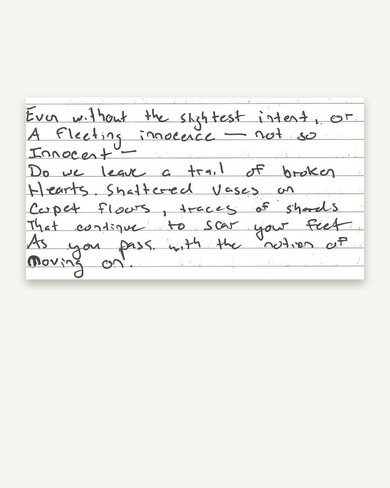 Even without the slightest intent, or
A fleeting innocence — not so
Innocent —
Do we leave a trail of broken
Hearts. Shattered Vases on
Carpet floors, traces of shards
That continue to scar your feet
As you pass with the notion of
Moving on.